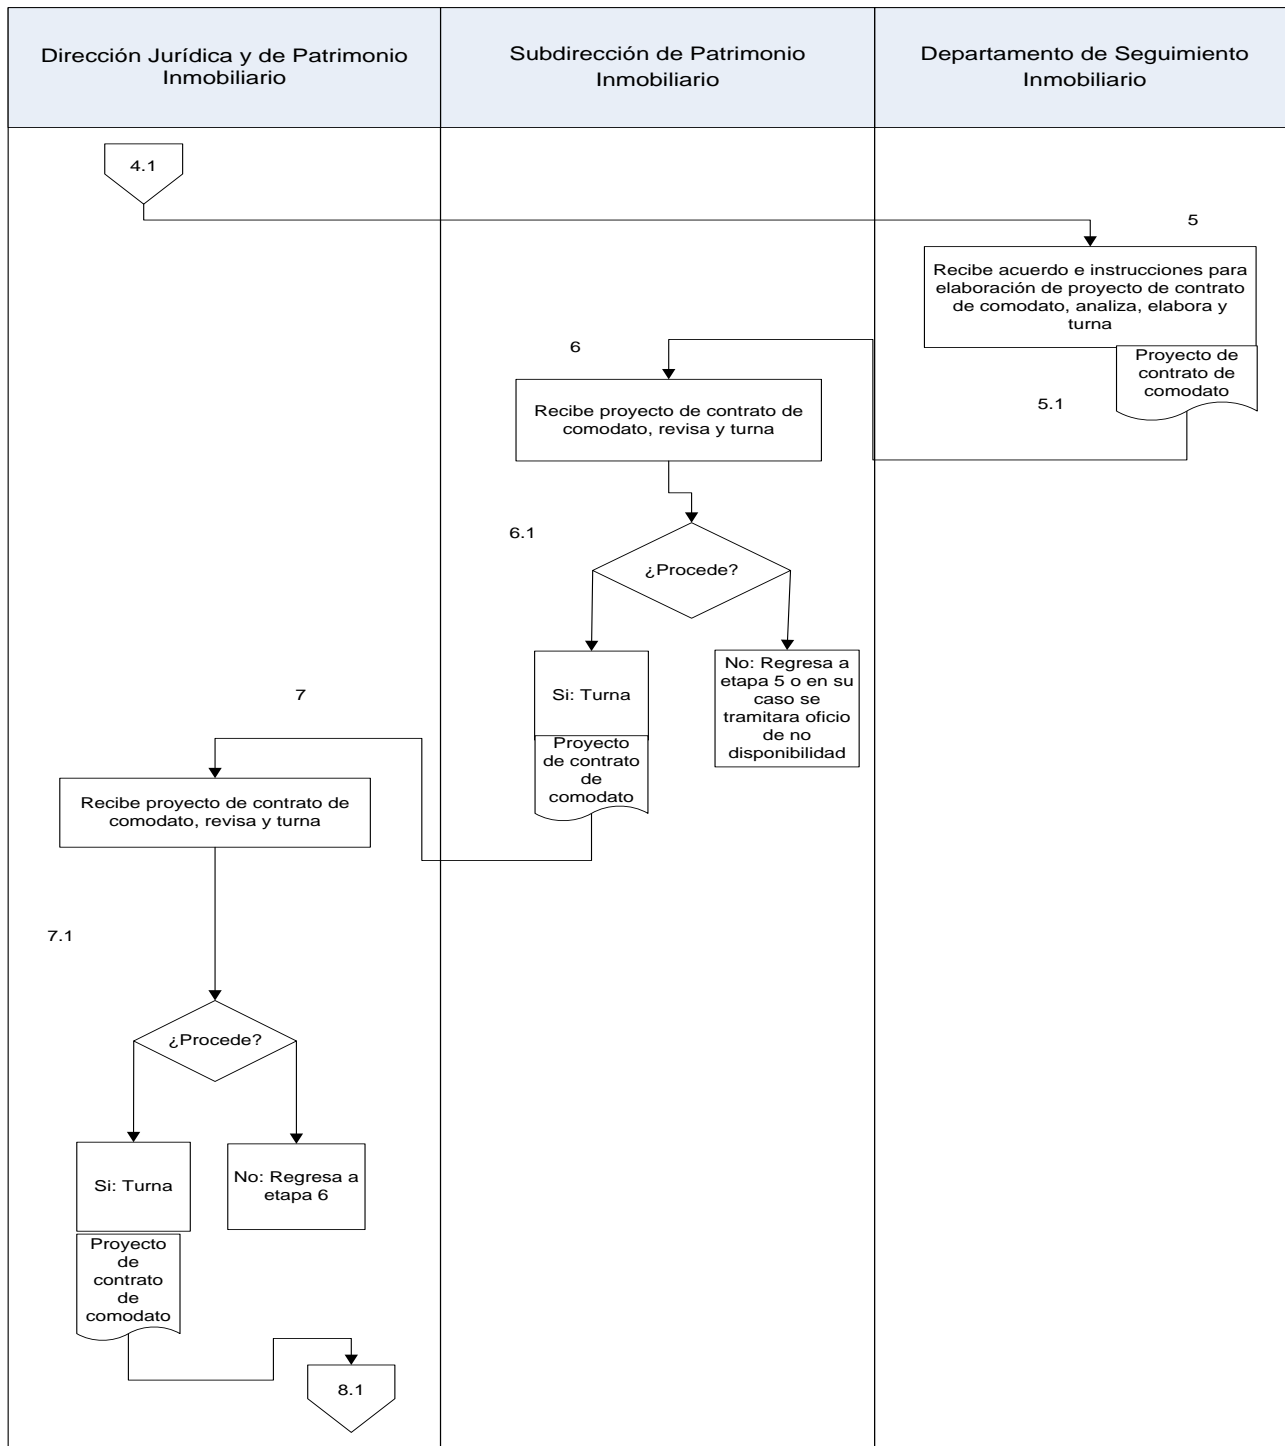 Dirección Jurídica y de Patrimonio
Inmobiliario
Subdirección de Patrimonio
Inmobiliario
Departamento de Seguimiento
Inmobiliario
4.1
5
Recibe acuerdo e instrucciones para
elaboración de proyecto de contrato
de comodato, analiza, elabora y
turna
Proyecto de
contrato de
comodato
5.1
6
Recibe proyecto de contrato de
comodato, revisa y turna
6.1
¿Procede?
Si: Turna
Proyecto
de contrato
de
comodato
No: Regresa a
etapa 5 o en su
caso se
tramitara oficio
de no
disponibilidad
7
Recibe proyecto de contrato de
comodato, revisa y turna
7.1
¿Procede?
Si: Turna
Proyecto
de
contrato
de
comodato
No: Regresa a
etapa 6
8.1